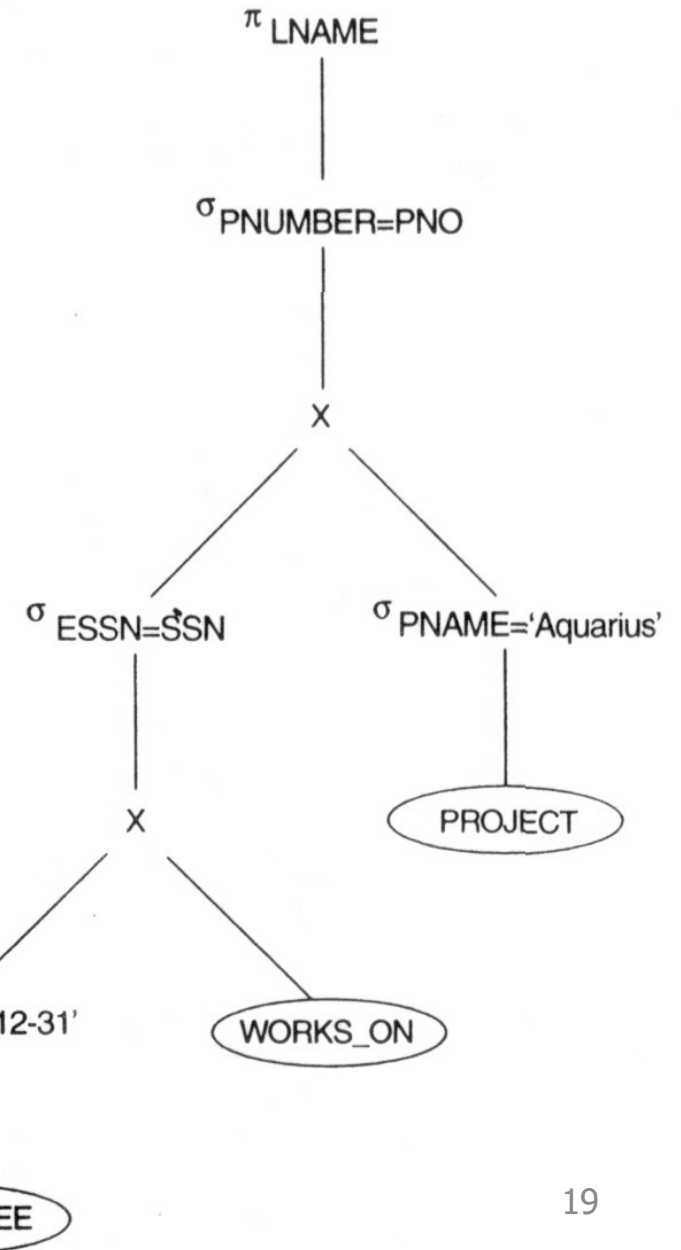 π LNAME
σ PNUMBER=PNO
X
σ ESSN=SSN
σ PNAME='Aquarius'
X
PROJECT
12-31'
WORKS_ON
EE
19